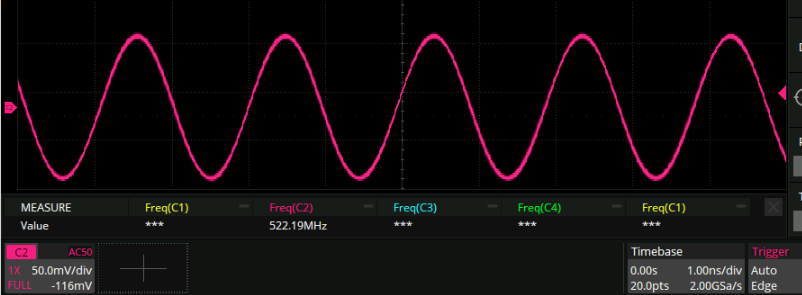 C2
D
F
MEASURE Freq(C1) Freq(C2) Freq(C3) Freq(C4) Freq(C1)
Value *** 522.19MHz *** *** ***
T
C2 AC50
1X 50.0mV/div
FULL -116mV
Timebase
0.00s 1.00ns/div
20.0pts 2.00GSa/s
Trigger
Auto
Edge